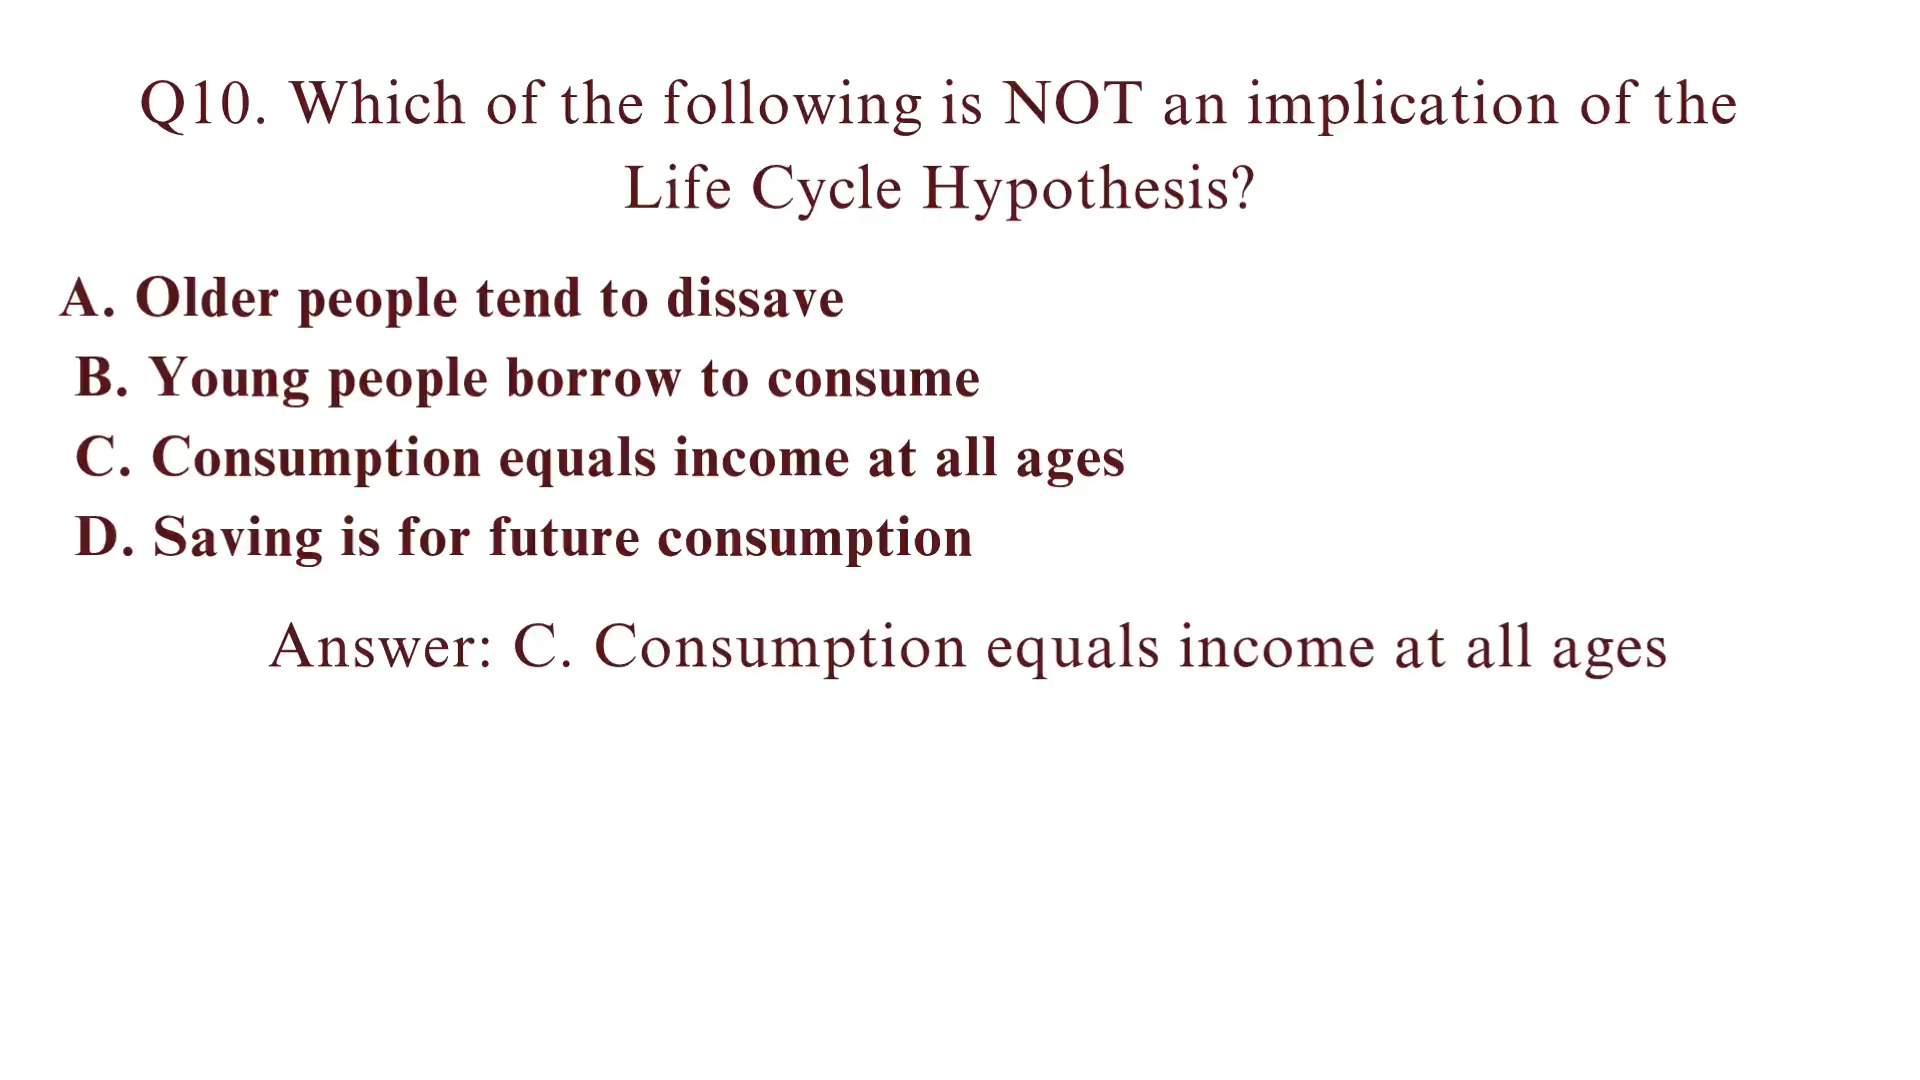 Q10. Which of the following is NOT an implication of the
Life Cycle Hypothesis?
A. Older people tend to dissave
B. Young people borrow to consume
C. Consumption equals income at all ages
D. Saving is for future consumption
Answer: C. Consumption equals income at all ages